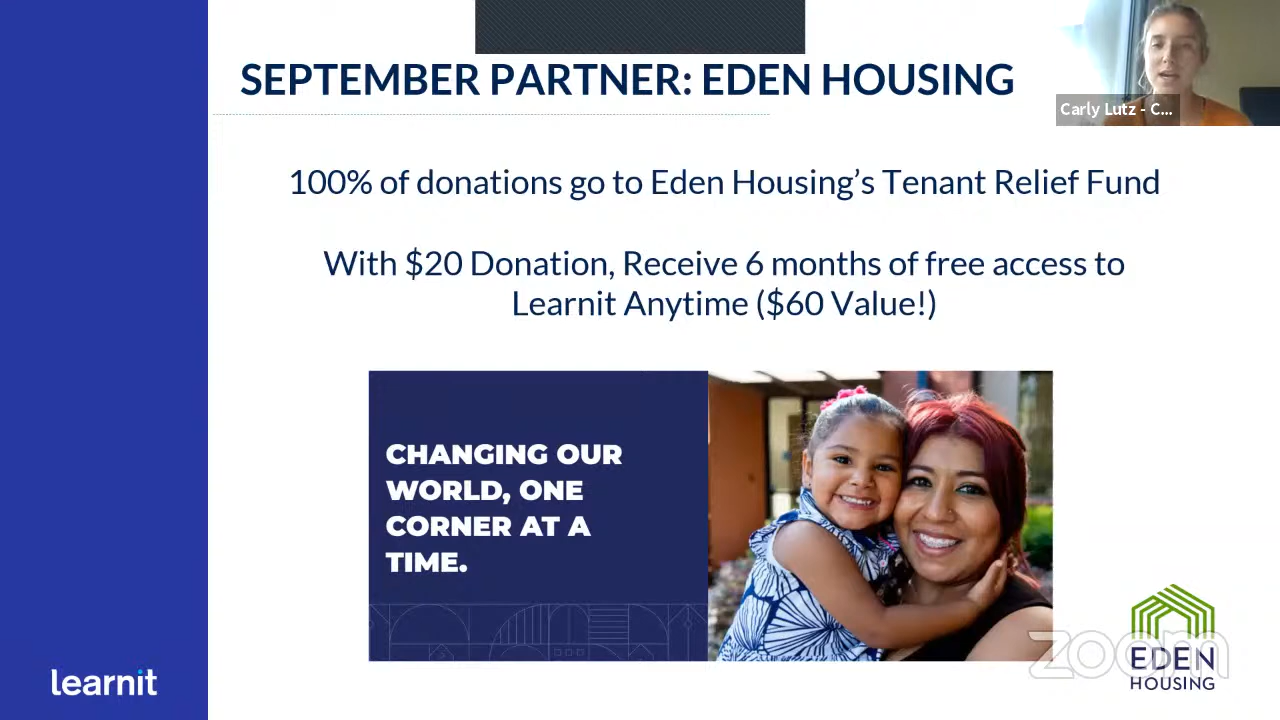 SEPTEMBER PARTNER: EDEN HOUSING
Carly Lutz - C...
100% of donations go to Eden Housing’s Tenant Relief Fund
With $20 Donation, Receive 6 months of free access to
Learnit Anytime ($60 Value!)
CHANGING OUR
WORLD, ONE
CORNER AT A
TIME.
zoom
EDEN
HOUSING
learnit